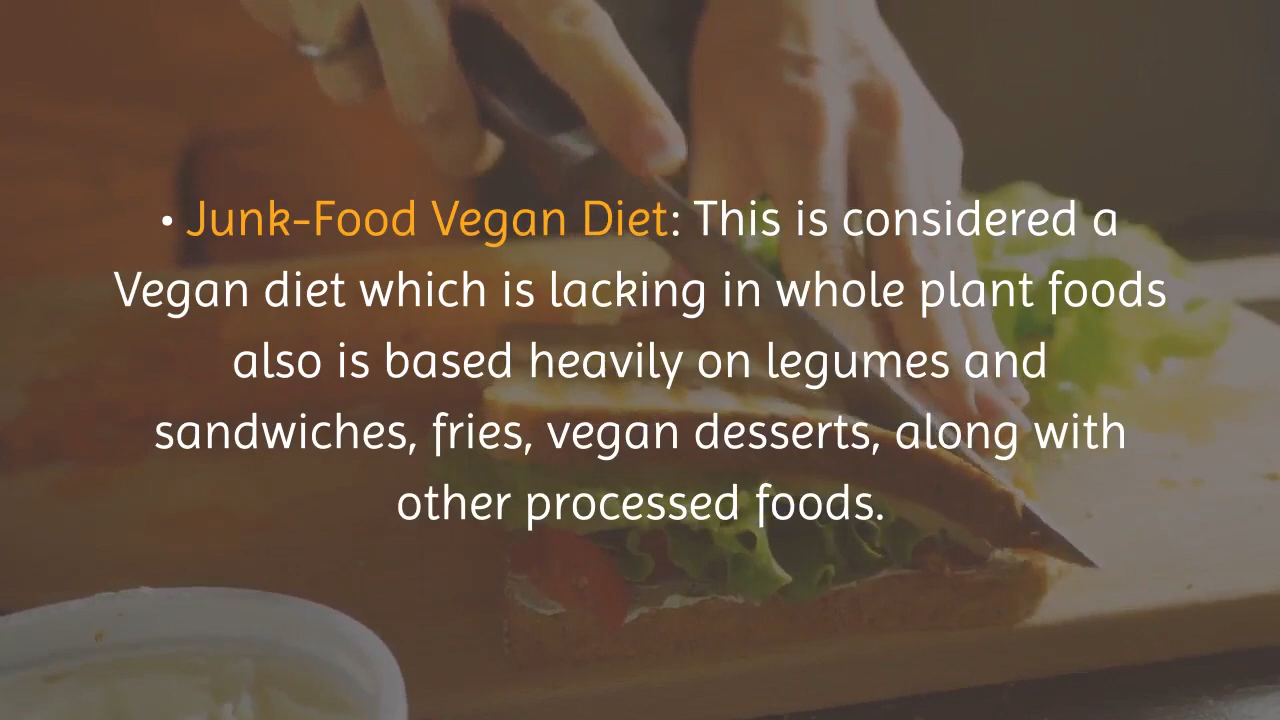 • Junk-Food Vegan Diet: This is considered a
Vegan diet which is lacking in whole plant foods
also is based heavily on legumes and
sandwiches, fries, vegan desserts, along with
other processed foods.